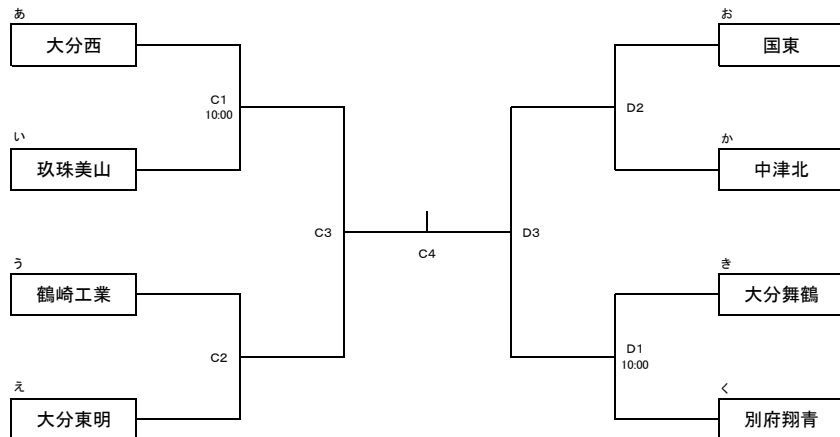 あ
大分西
お
国東
C1
10:00
D2
い
玖珠美山
か
中津北
C3
D3
C4
う
鶴崎工業
き
大分舞鶴
C2
D1
10:00
え
大分東明
く
別府翔青